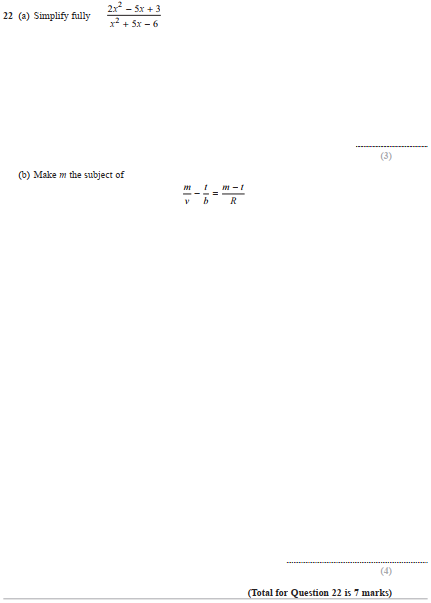 22 (a) Simplify fully (2x² − 5x + 3)/(x² + 5x − 6)
(3)
(b) Make m the subject of
m/v − t/b = (m − t)/R
(4)
(Total for Question 22 is 7 marks)